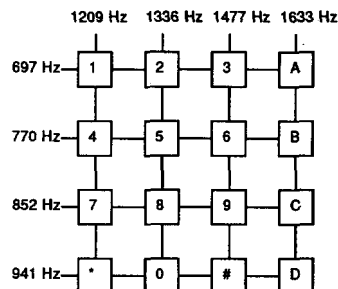 1209 Hz 1336 Hz 1477 Hz 1633 Hz
697 Hz 1 2 3 A
770 Hz 4 5 6 B
852 Hz 7 8 9 C
941 Hz * 0 # D